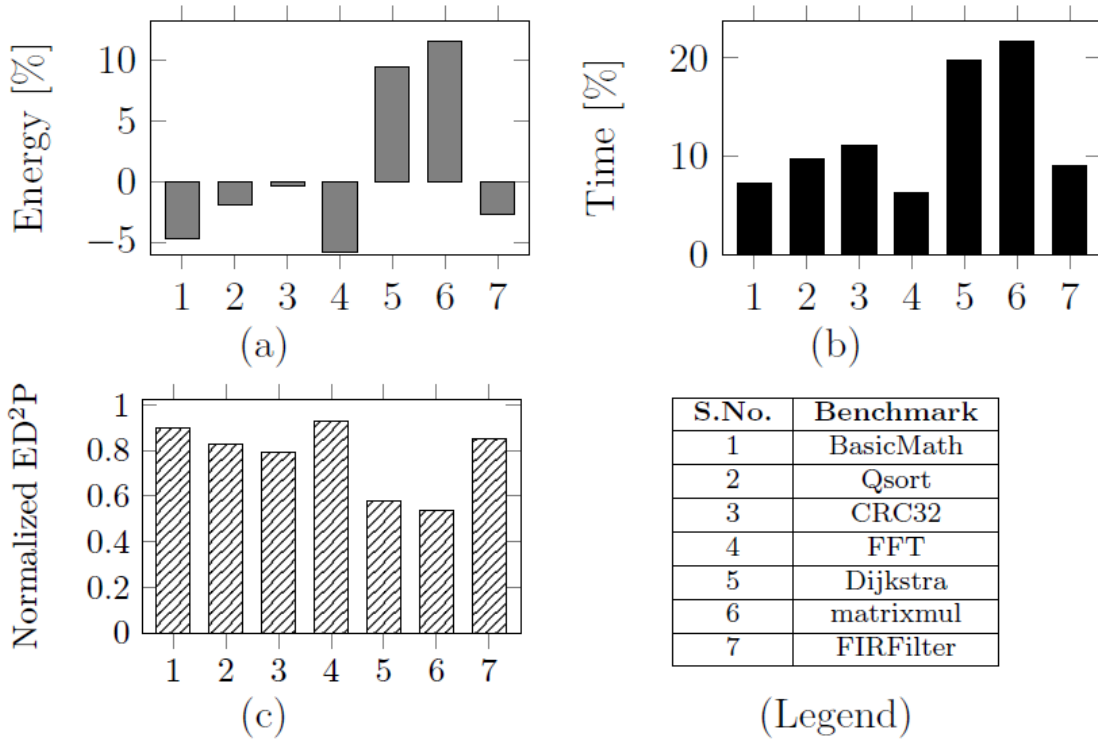 Energy [%]
10
5
0
−5
1 2 3 4 5 6 7
(a)
Time [%]
20
10
0
1 2 3 4 5 6 7
(b)
Normalized ED²P
1
0.8
0.6
0.4
0.2
0
1 2 3 4 5 6 7
(c)
S.No. Benchmark
1 BasicMath
2 Qsort
3 CRC32
4 FFT
5 Dijkstra
6 matrixmul
7 FIRFilter
(Legend)